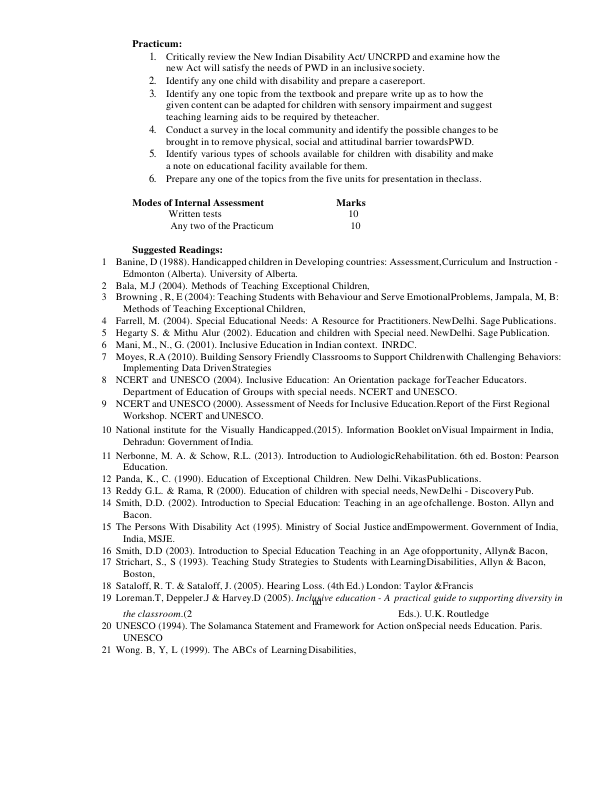 Practicum:
1. Critically review the New Indian Disability Act/ UNCRPD and examine how the
new Act will satisfy the needs of PWD in an inclusive society.
2. Identify any one child with disability and prepare a casereport.
3. Identify any one topic from the textbook and prepare write up as to how the
given content can be adapted for children with sensory impairment and suggest
teaching learning aids to be required by theteacher.
4. Conduct a survey in the local community and identify the possible changes to be
brought in to remove physical, social and attitudinal barrier towardsPWD.
5. Identify various types of schools available for children with disability and make
a note on educational facility available for them.
6. Prepare any one of the topics from the five units for presentation in theclass.
Modes of Internal Assessment Marks
Written tests 10
Any two of the Practicum 10
Suggested Readings:
1 Banine, D (1988). Handicapped children in Developing countries: Assessment,Curriculum and Instruction -
Edmonton (Alberta). University of Alberta.
2 Bala, M.J (2004). Methods of Teaching Exceptional Children,
3 Browning , R, E (2004): Teaching Students with Behaviour and Serve EmotionalProblems, Jampala, M, B:
Methods of Teaching Exceptional Children,
4 Farrell, M. (2004). Special Educational Needs: A Resource for Practitioners. NewDelhi. Sage Publications.
5 Hegarty S. & Mithu Alur (2002). Education and children with Special need. NewDelhi. Sage Publication.
6 Mani, M., N., G. (2001). Inclusive Education in Indian context. INRDC.
7 Moyes, R.A (2010). Building Sensory Friendly Classrooms to Support Childrenwith Challenging Behaviors:
Implementing Data Driven Strategies
8 NCERT and UNESCO (2004). Inclusive Education: An Orientation package forTeacher Educators.
Department of Education of Groups with special needs. NCERT and UNESCO.
9 NCERT and UNESCO (2000). Assessment of Needs for Inclusive Education.Report of the First Regional
Workshop. NCERT and UNESCO.
10 National institute for the Visually Handicapped.(2015). Information Booklet onVisual Impairment in India,
Dehradun: Government of India.
11 Nerbonne, M. A. & Schow, R.L. (2013). Introduction to AudiologicRehabilitation. 6th ed. Boston: Pearson
Education.
12 Panda, K., C. (1990). Education of Exceptional Children. New Delhi. VikasPublications.
13 Reddy G.L. & Rama, R (2000). Education of children with special needs, NewDelhi - Discovery Pub.
14 Smith, D.D. (2002). Introduction to Special Education: Teaching in an age ofchallenge. Boston. Allyn and
Bacon.
15 The Persons With Disability Act (1995). Ministry of Social Justice andEmpowerment. Government of India,
India, MSJE.
16 Smith, D.D (2003). Introduction to Special Education Teaching in an Age ofopportunity, Allyn& Bacon,
17 Strichart, S., S (1993). Teaching Study Strategies to Students with LearningDisabilities, Allyn & Bacon,
Boston,
18 Sataloff, R. T. & Sataloff, J. (2005). Hearing Loss. (4th Ed.) London: Taylor &Francis
19 Loreman.T, Deppeler.J & Harvey.D (2005). Inclusive education - A practical guide to supporting diversity in
nd
the classroom.(2 Eds.). U.K. Routledge
20 UNESCO (1994). The Solamanca Statement and Framework for Action onSpecial needs Education. Paris.
UNESCO
21 Wong. B, Y, L (1999). The ABCs of Learning Disabilities,